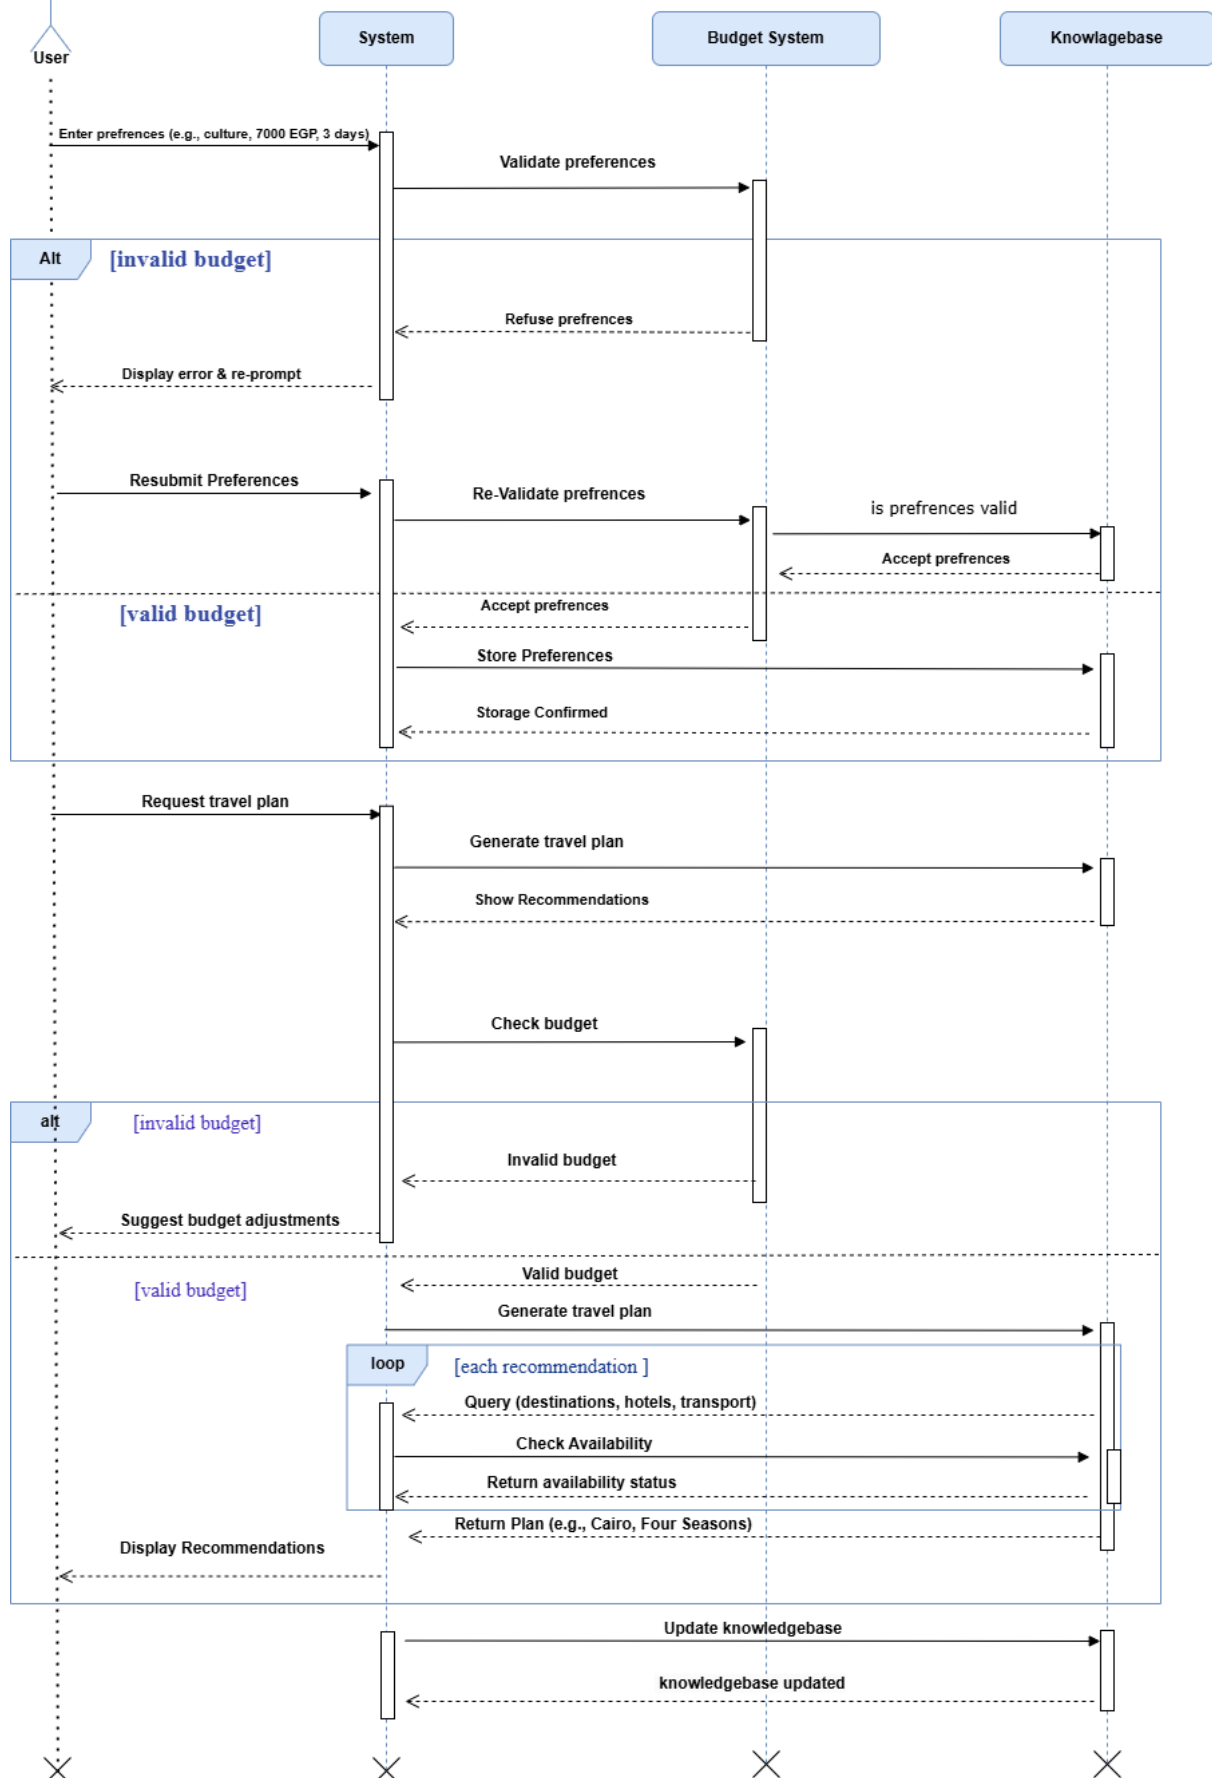 User
System
Budget System
Knowlagebase
Enter prefrences (e.g., culture, 7000 EGP, 3 days)
Validate preferences
Alt
[invalid budget]
Refuse prefrences
Display error & re-prompt
Resubmit Preferences
Re-Validate prefrences
is prefrences valid
Accept prefrences
[valid budget]
Accept prefrences
Store Preferences
Storage Confirmed
Request travel plan
Generate travel plan
Show Recommendations
Check budget
alt
[invalid budget]
Invalid budget
Suggest budget adjustments
Valid budget
[valid budget]
Generate travel plan
loop
[each recommendation ]
Query (destinations, hotels, transport)
Check Availability
Return availability status
Return Plan (e.g., Cairo, Four Seasons)
Display Recommendations
Update knowledgebase
knowledgebase updated